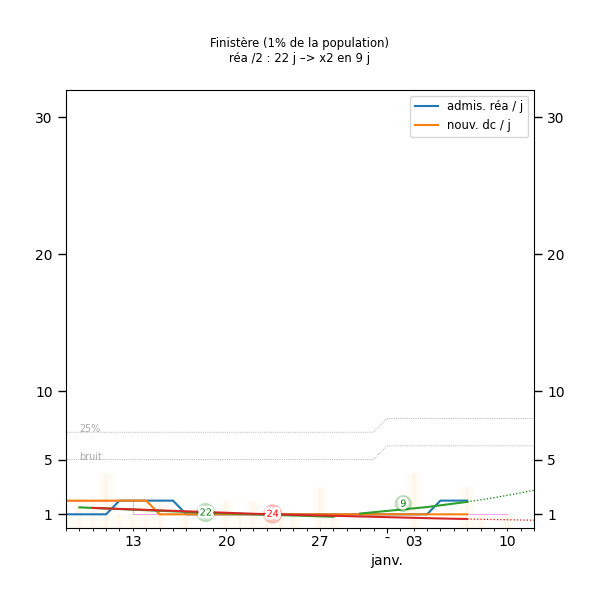 Finistère (1% de la population)
réa /2 : 22 j –> x2 en 9 j
admis. réa / j
nouv. dc / j
30 30
20 20
10 10
25%
5 5
bruit
9
22 24
1 1
13 20 27 03 10
janv.